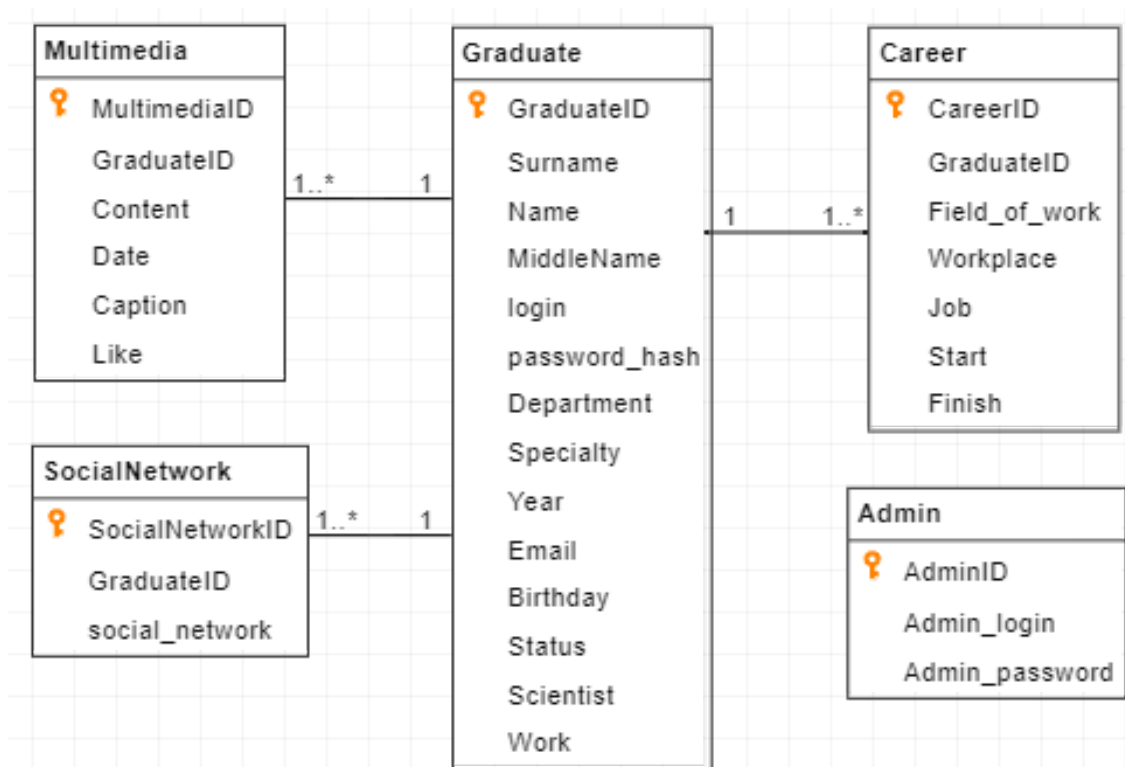 Multimedia
MultimediaID
GraduateID
Content
Date
Caption
Like
1..*
1
SocialNetwork
SocialNetworkID
GraduateID
social_network
1..*
1
Graduate
GraduateID
Surname
Name
MiddleName
login
password_hash
Department
Specialty
Year
Email
Birthday
Status
Scientist
Work
1
1..*
Career
CareerID
GraduateID
Field_of_work
Workplace
Job
Start
Finish
Admin
AdminID
Admin_login
Admin_password